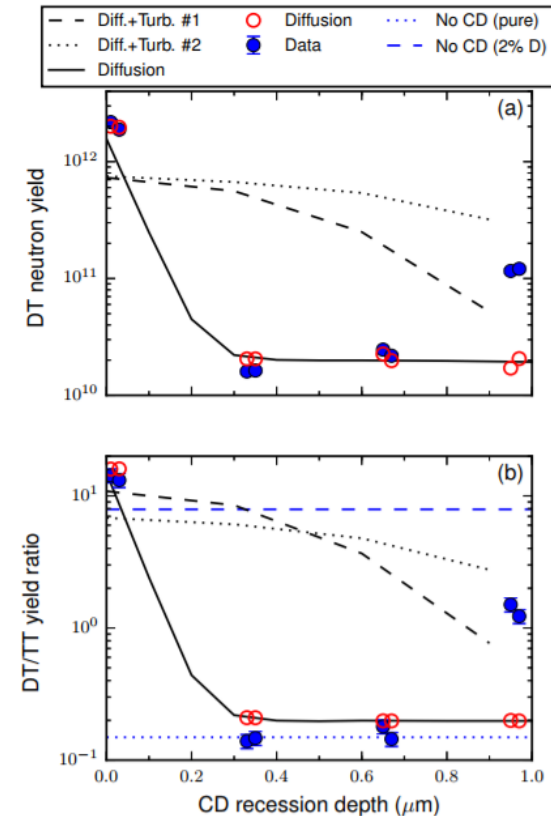 Diff.+Turb. #1 Diffusion No CD (pure)
Diff.+Turb. #2 Data No CD (2% D)
Diffusion
(a)
DT neutron yield
10¹²
10¹¹
10¹⁰
(b)
DT/TT yield ratio
10¹
10⁰
10⁻¹
0.0 0.2 0.4 0.6 0.8 1.0
CD recession depth (μm)